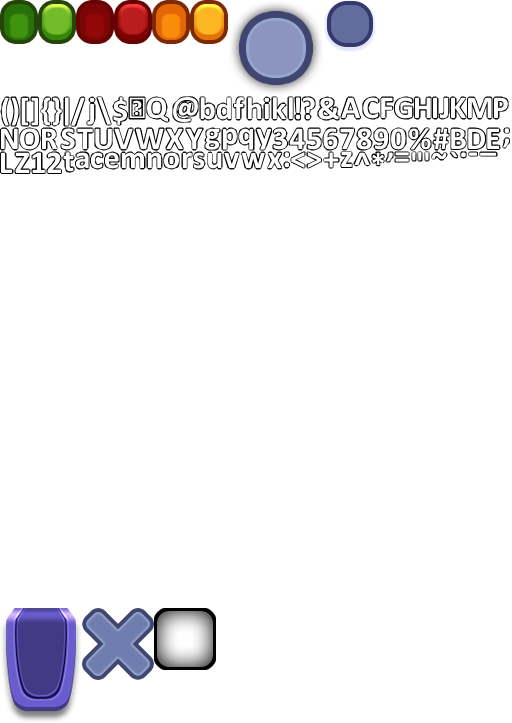 ()[]{}|/j\$Q@bdfhikl!?&ACFGHIJKMP
NORSTUVWXYgpqy34567890%#BDE;
LZ12tacemnorsuvwx:<>+z^*’="'~`·¨-—